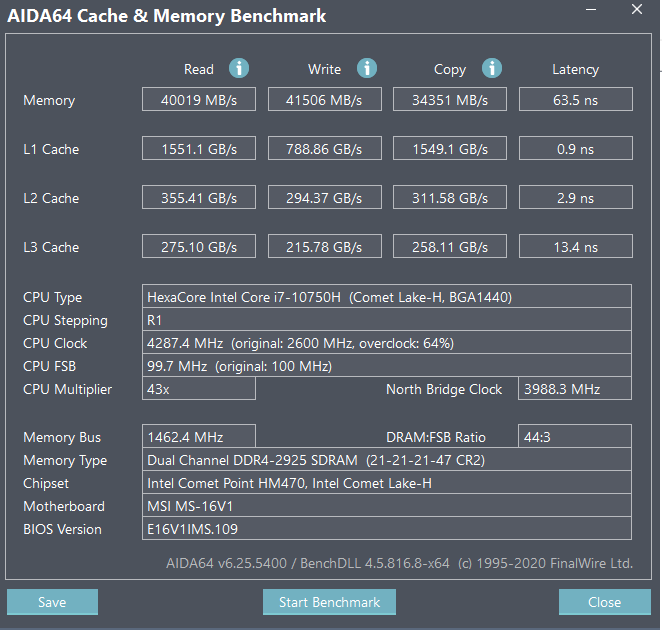 AIDA64 Cache & Memory Benchmark
Read Write Copy Latency
Memory 40019 MB/s 41506 MB/s 34351 MB/s 63.5 ns
L1 Cache 1551.1 GB/s 788.86 GB/s 1549.1 GB/s 0.9 ns
L2 Cache 355.41 GB/s 294.37 GB/s 311.58 GB/s 2.9 ns
L3 Cache 275.10 GB/s 215.78 GB/s 258.11 GB/s 13.4 ns
CPU Type HexaCore Intel Core i7-10750H (Comet Lake-H, BGA1440)
CPU Stepping R1
CPU Clock 4287.4 MHz (original: 2600 MHz, overclock: 64%)
CPU FSB 99.7 MHz (original: 100 MHz)
CPU Multiplier 43x North Bridge Clock 3988.3 MHz
Memory Bus 1462.4 MHz DRAM:FSB Ratio 44:3
Memory Type Dual Channel DDR4-2925 SDRAM (21-21-21-47 CR2)
Chipset Intel Comet Point HM470, Intel Comet Lake-H
Motherboard MSI MS-16V1
BIOS Version E16V1IMS.109
AIDA64 v6.25.5400 / BenchDLL 4.5.816.8-x64 (c) 1995-2020 FinalWire Ltd.
Save Start Benchmark Close